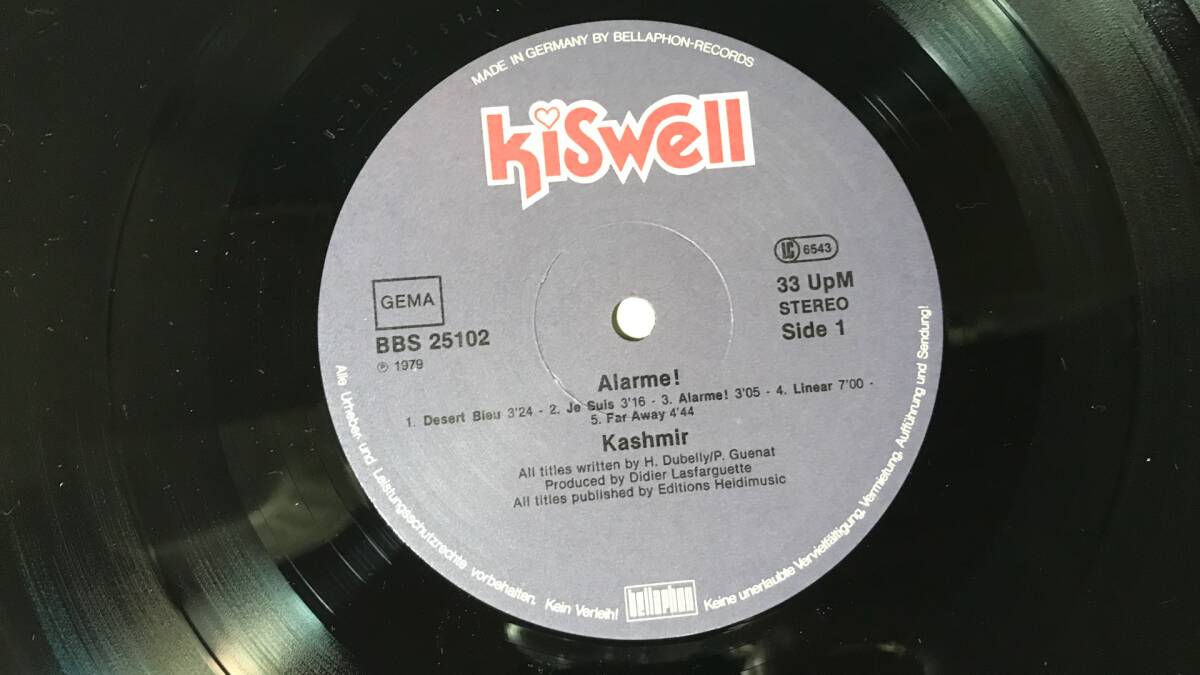 MADE IN GERMANY BY BELLAPHON-RECORDS
kiswell
LC 6543
GEMA
33 UpM
STEREO
BBS 25102
Side 1
℗ 1979
Alarme!
1. Desert Bleu 3'24 - 2. Je Suis 3'16 - 3. Alarme! 3'05 - 4. Linear 7'00 -
5. Far Away 4'44
Kashmir
All titles written by H. Dubelly/P. Guenat
Produced by Didier Lasfarguette
All titles published by Editions Heidimusic
Alle Urheber- und Leistungsschutzrechte vorbehalten. Kein Verleih!
bellaphon
Keine unerlaubte Vervielfältigung, Vermietung, Aufführung und Sendung!